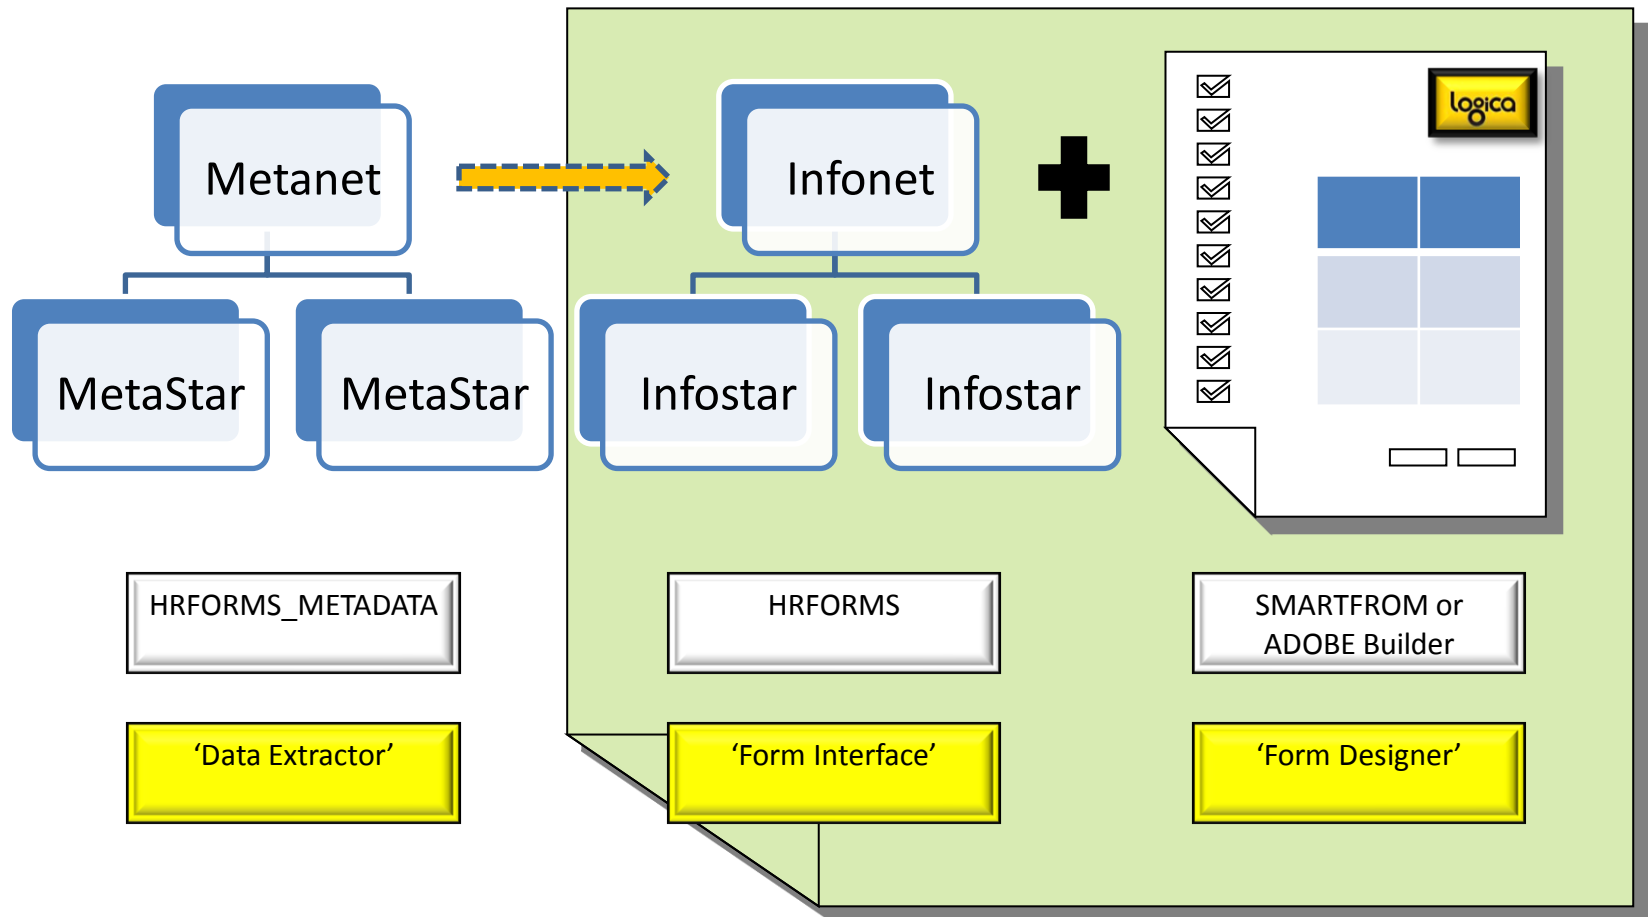 Metanet
Infonet
logica
MetaStar
MetaStar
Infostar
Infostar
HRFORMS_METADATA
HRFORMS
SMARTFROM or
ADOBE Builder
‘Data Extractor’
‘Form Interface’
‘Form Designer’